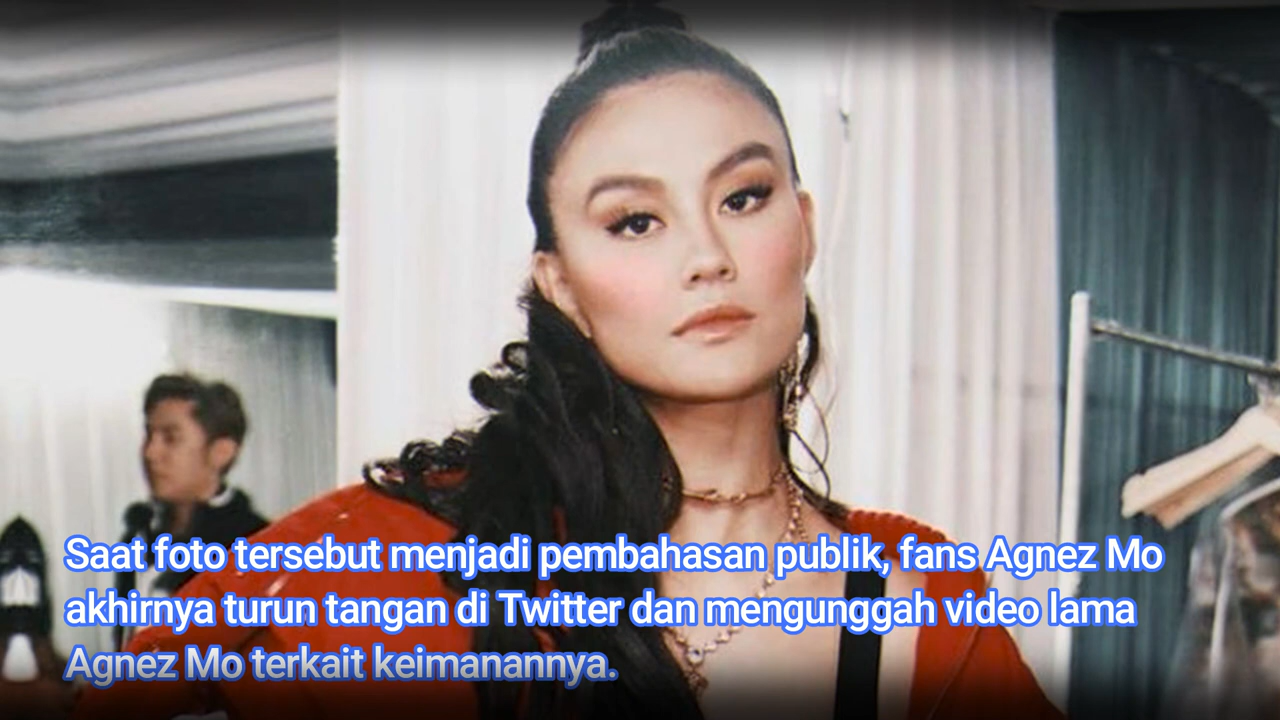 Saat foto tersebut menjadi pembahasan publik, fans Agnez Mo
akhirnya turun tangan di Twitter dan mengunggah video lama
Agnez Mo terkait keimanannya.